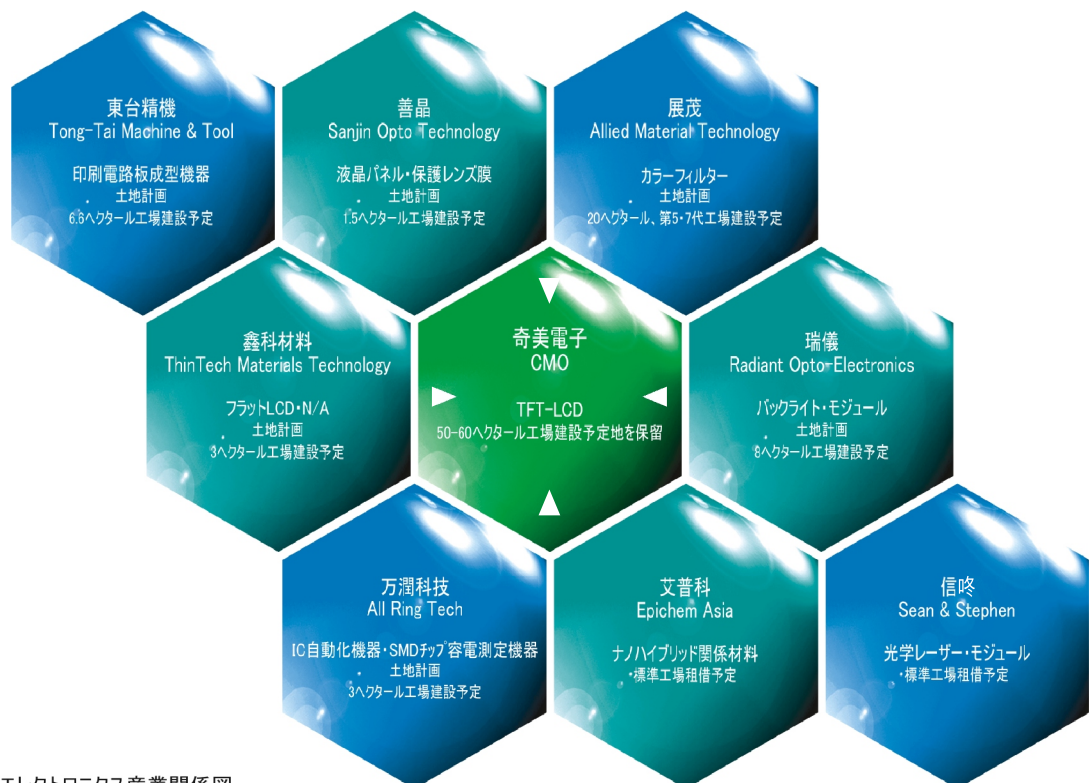 東台精機
Tong-Tai Machine & Tool
印刷電路板成型機器
土地計画
6.6ヘクタール工場建設予定
善晶
Sanjin Opto Technology
液晶パネル・保護レンズ膜
土地計画
1.5ヘクタール工場建設予定
展茂
Allied Material Technology
カラーフィルター
土地計画
20ヘクタール、第5・7代工場建設予定
鑫科材料
ThinTech Materials Technology
フラットLCD・N/A
土地計画
3ヘクタール工場建設予定
奇美電子
CMO
TFT-LCD
50-60ヘクタール工場建設予定地を保留
瑞儀
Radiant Opto-Electronics
バックライト・モジュール
土地計画
8ヘクタール工場建設予定
万潤科技
All Ring Tech
IC自動化機器・SMDチップ容電測定機器
土地計画
3ヘクタール工場建設予定
艾普科
Epichem Asia
ナノハイブリッド関係材料
・標準工場租借予定
信咚
Sean & Stephen
光学レーザー・モジュール
・標準工場租借予定